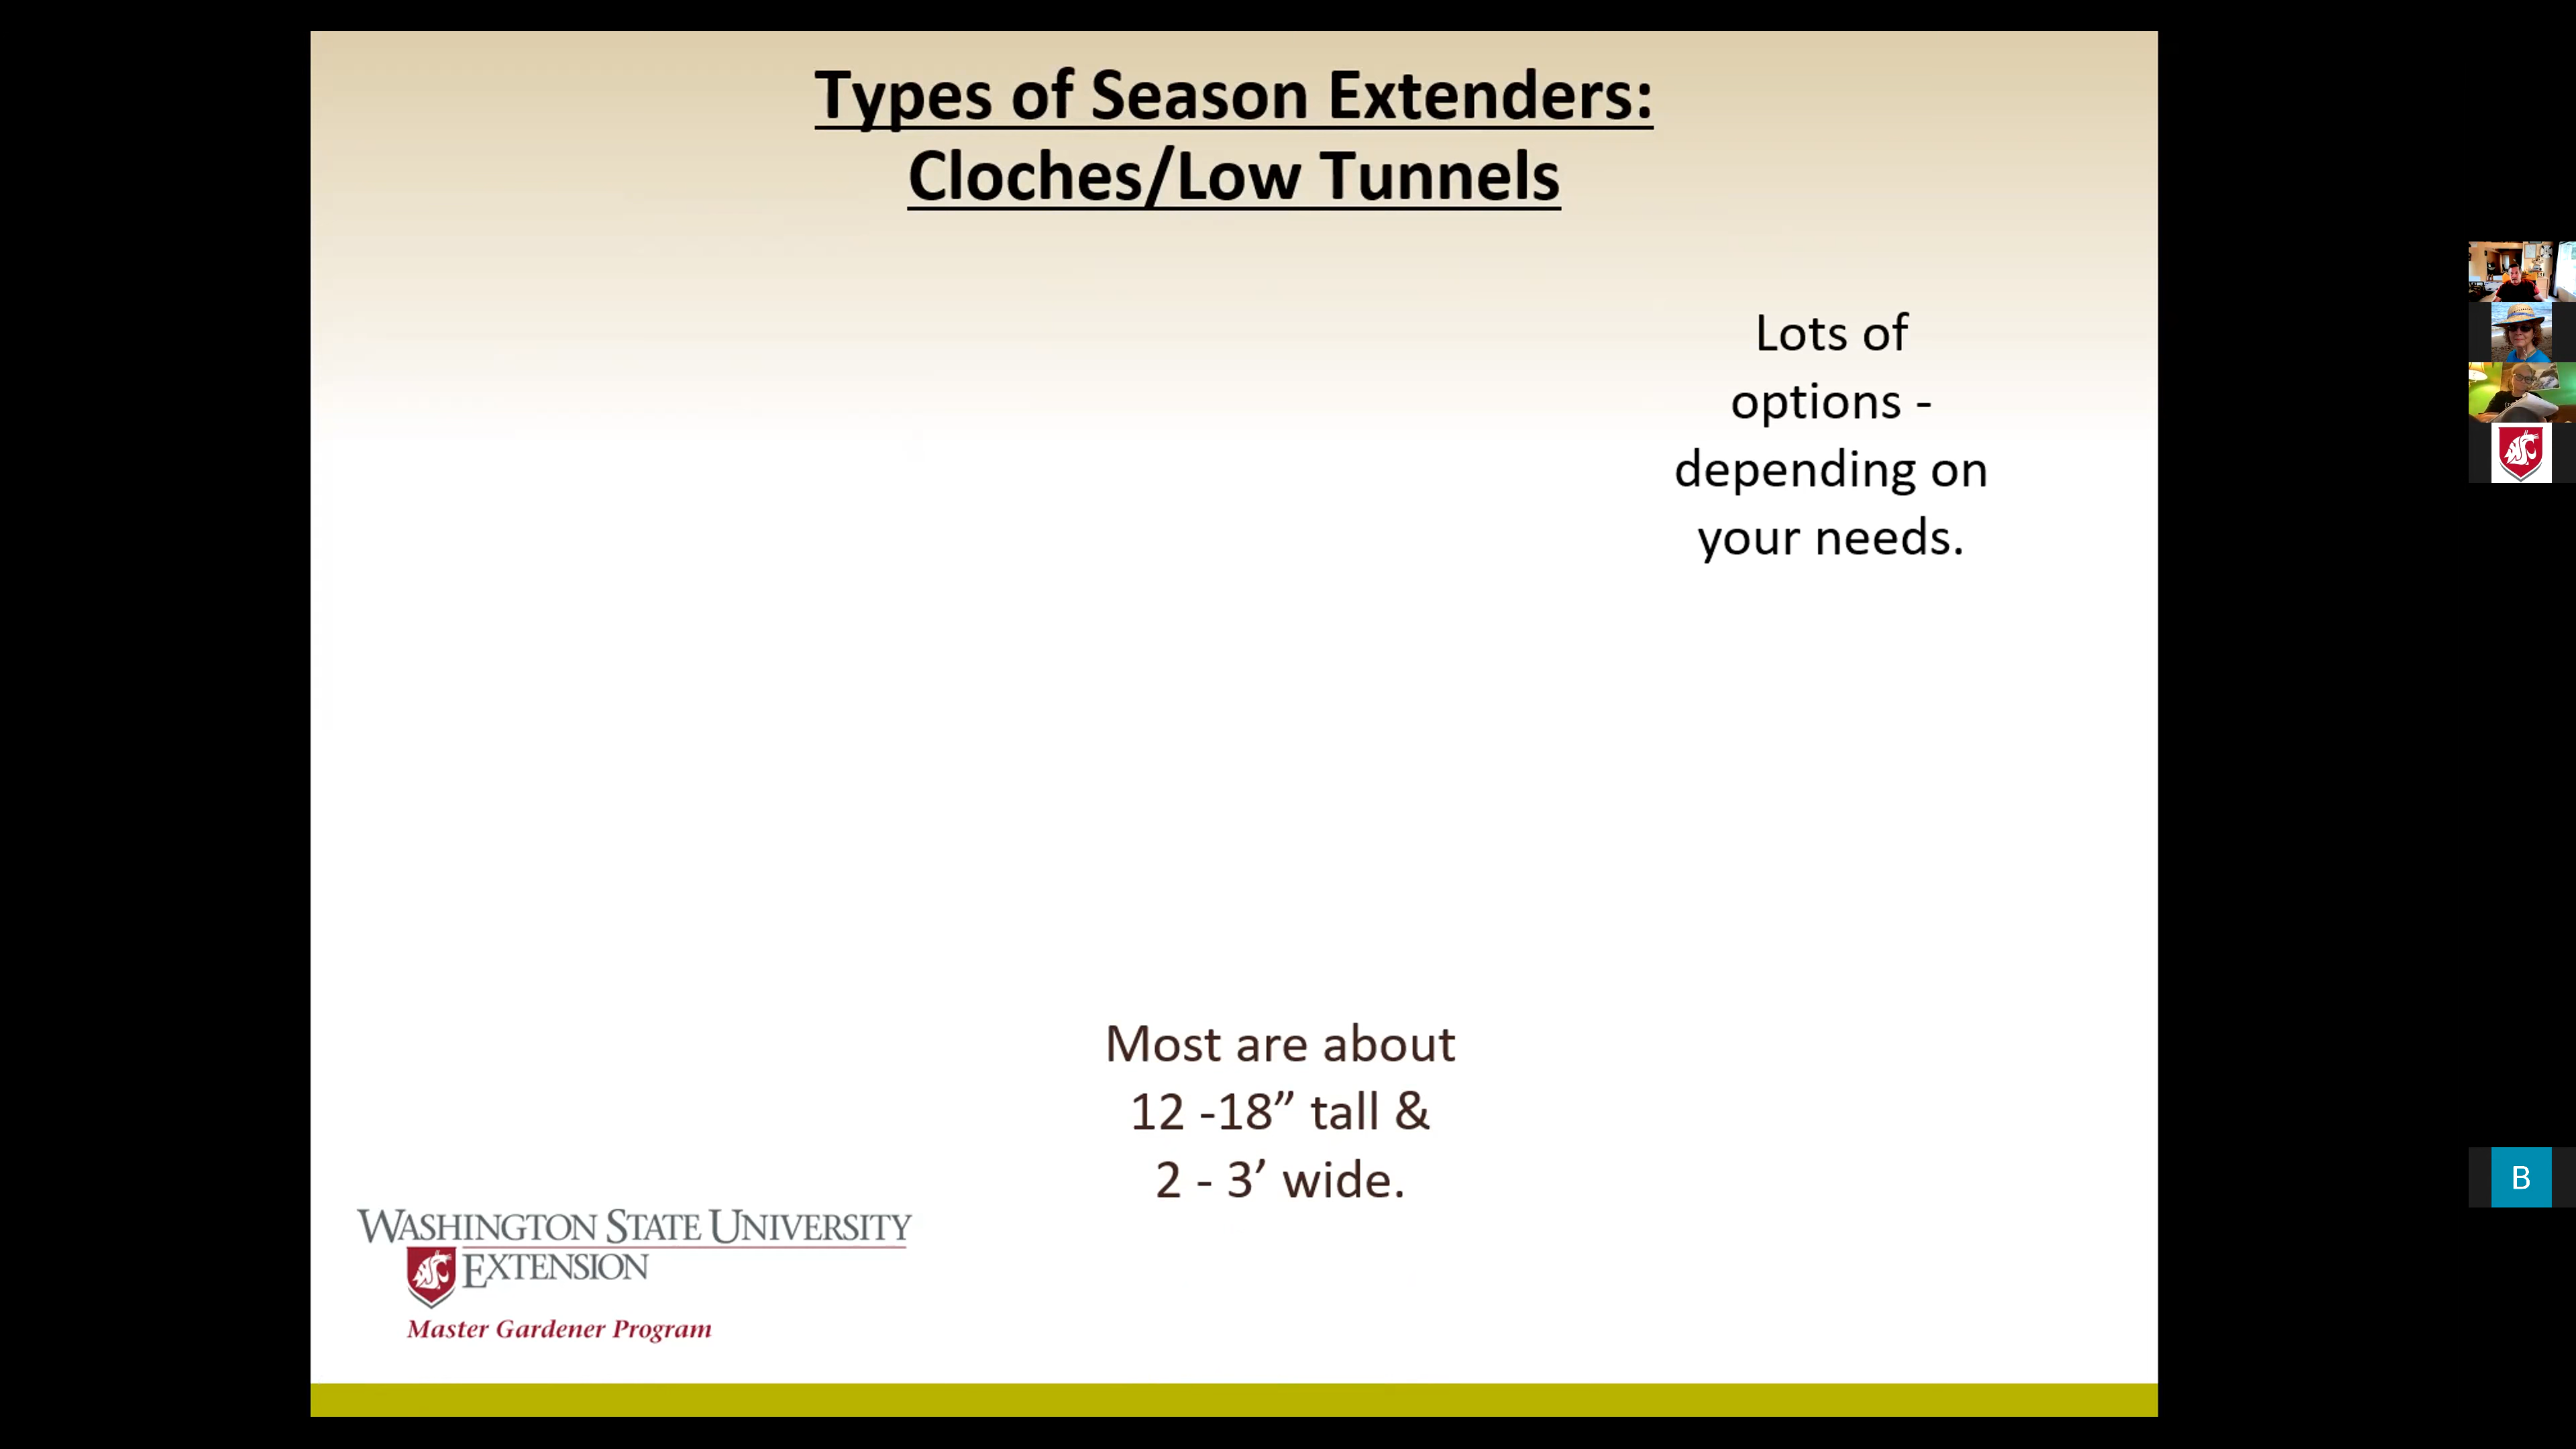 Types of Season Extenders:
Cloches/Low Tunnels
Lots of
options -
depending on
your needs.
Most are about
12 -18” tall &
2 - 3’ wide.
WASHINGTON STATE UNIVERSITY
EXTENSION
Master Gardener Program
B